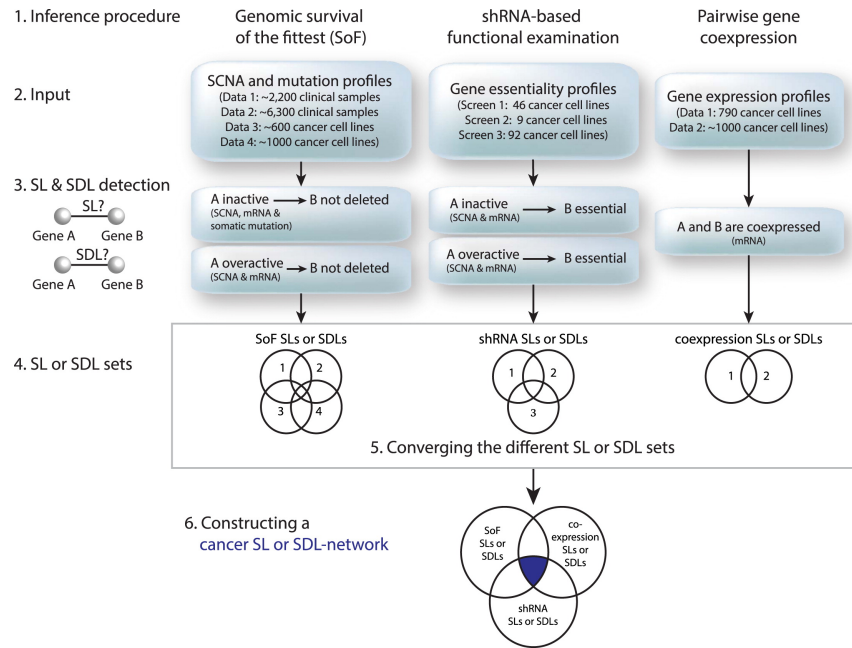 1. Inference procedure
Genomic survival
of the fittest (SoF)
shRNA-based
functional examination
Pairwise gene
coexpression
2. Input
SCNA and mutation profiles
(Data 1: ~2,200 clinical samples
Data 2: ~6,300 clinical samples
Data 3: ~600 cancer cell lines
Data 4: ~1000 cancer cell lines)
Gene essentiality profiles
(Screen 1: 46 cancer cell lines
Screen 2: 9 cancer cell lines
Screen 3: 92 cancer cell lines)
Gene expression profiles
(Data 1: 790 cancer cell lines
Data 2: ~1000 cancer cell lines)
3. SL & SDL detection
SL?
Gene A Gene B
SDL?
Gene A Gene B
A inactive B not deleted
(SCNA, mRNA &
somatic mutation)
A overactive B not deleted
(SCNA & mRNA)
A inactive B essential
(SCNA & mRNA)
A overactive B essential
(SCNA & mRNA)
A and B are coexpressed
(mRNA)
4. SL or SDL sets
SoF SLs or SDLs
1 2
3 4
shRNA SLs or SDLs
1 2
3
coexpression SLs or SDLs
1 2
5. Converging the different SL or SDL sets
6. Constructing a
cancer SL or SDL-network
SoF
SLs or
SDLs
co-
expression
SLs or
SDLs
shRNA
SLs or SDLs